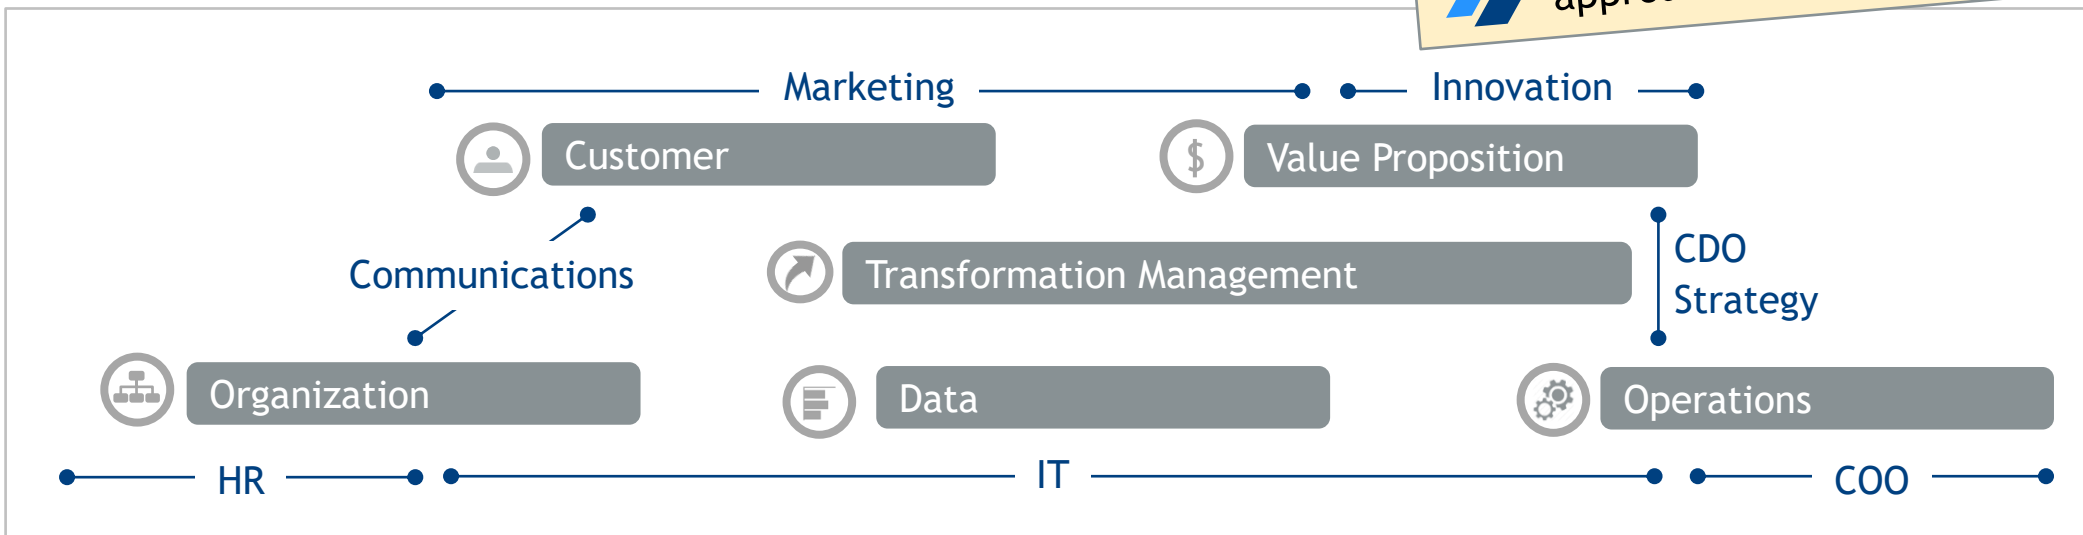 Marketing
Innovation
Customer
$
Value Proposition
Communications
Transformation Management
CDO
Strategy
Organization
Data
Operations
HR
IT
COO